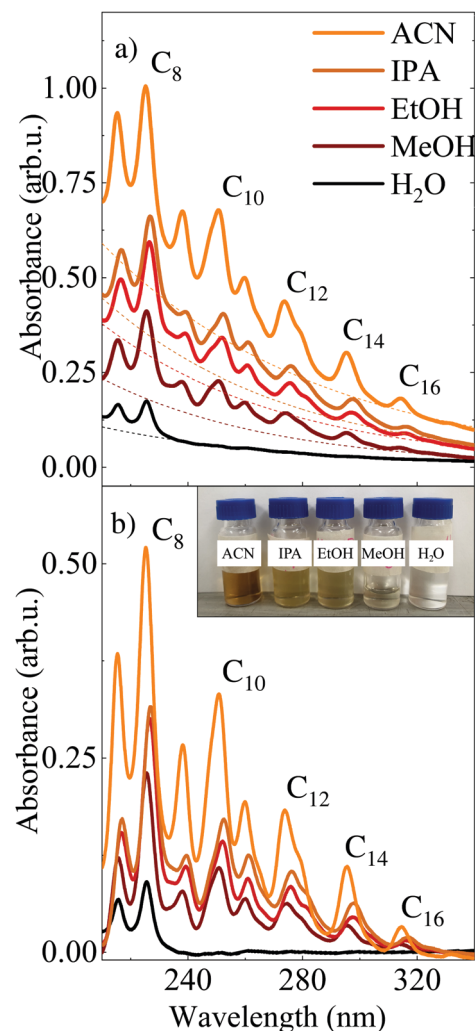 a)
C₈
C₁₀
C₁₂
C₁₄
C₁₆
ACN
IPA
EtOH
MeOH
H₂O
1.00
0.75
0.50
0.25
0.00
Absorbance (arb.u.)
b)
C₈
C₁₀
C₁₂
C₁₄
C₁₆
ACN IPA EtOH MeOH H₂O
0.50
0.25
0.00
Absorbance (arb.u.)
240 280 320
Wavelength (nm)